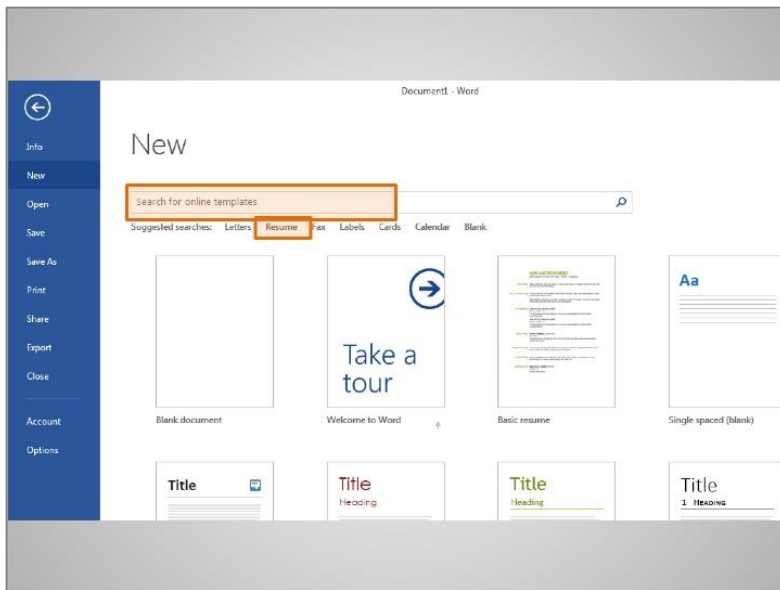 Document1 - Word
Info
New
Open
Save
Save As
Print
Share
Export
Close
Account
Options
New
Search for online templates
Suggested searches: Letters Resume Fax Labels Cards Calendar Blank
Take a
tour
Aa
Blank document
Welcome to Word
Basic resume
Single spaced (blank)
Title
Title
Heading
Title
Heading
Title
1 Heading